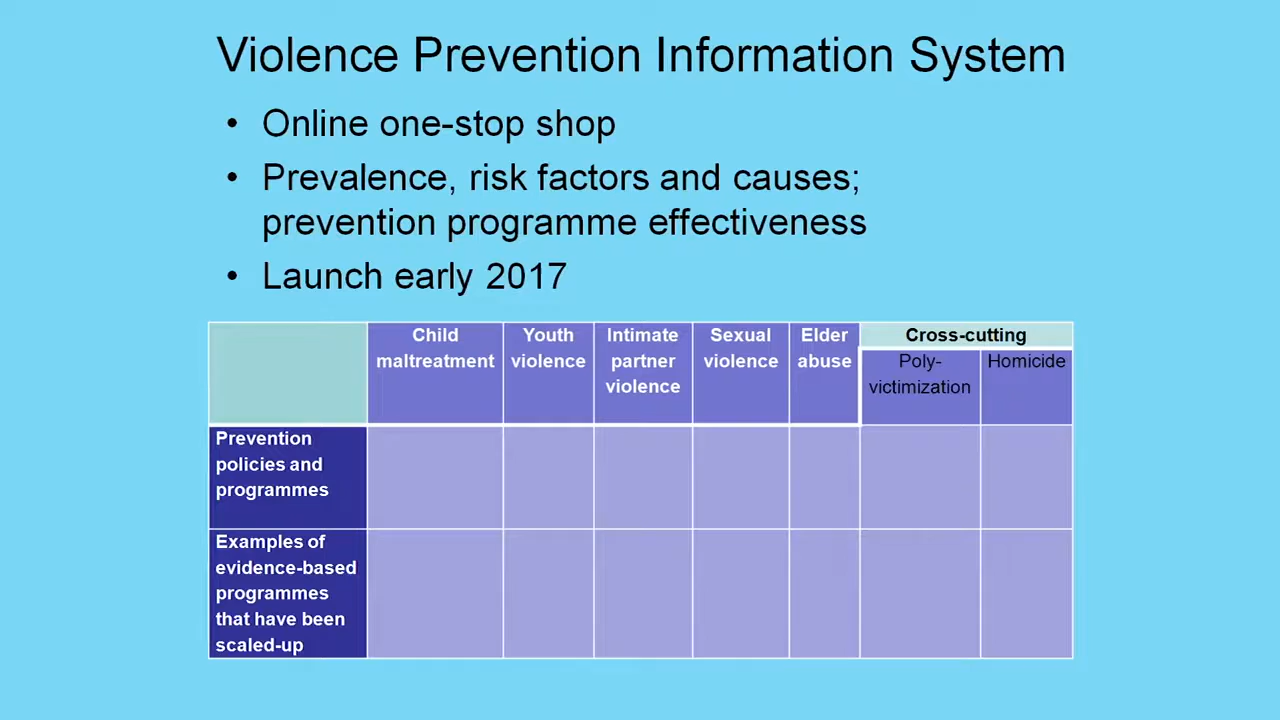 Violence Prevention Information System
• Online one-stop shop
• Prevalence, risk factors and causes;
prevention programme effectiveness
• Launch early 2017
Child
maltreatment
Youth
violence
Intimate
partner
violence
Sexual
violence
Elder
abuse
Cross-cutting
Poly-
victimization
Homicide
Prevention
policies and
programmes
Examples of
evidence-based
programmes
that have been
scaled-up